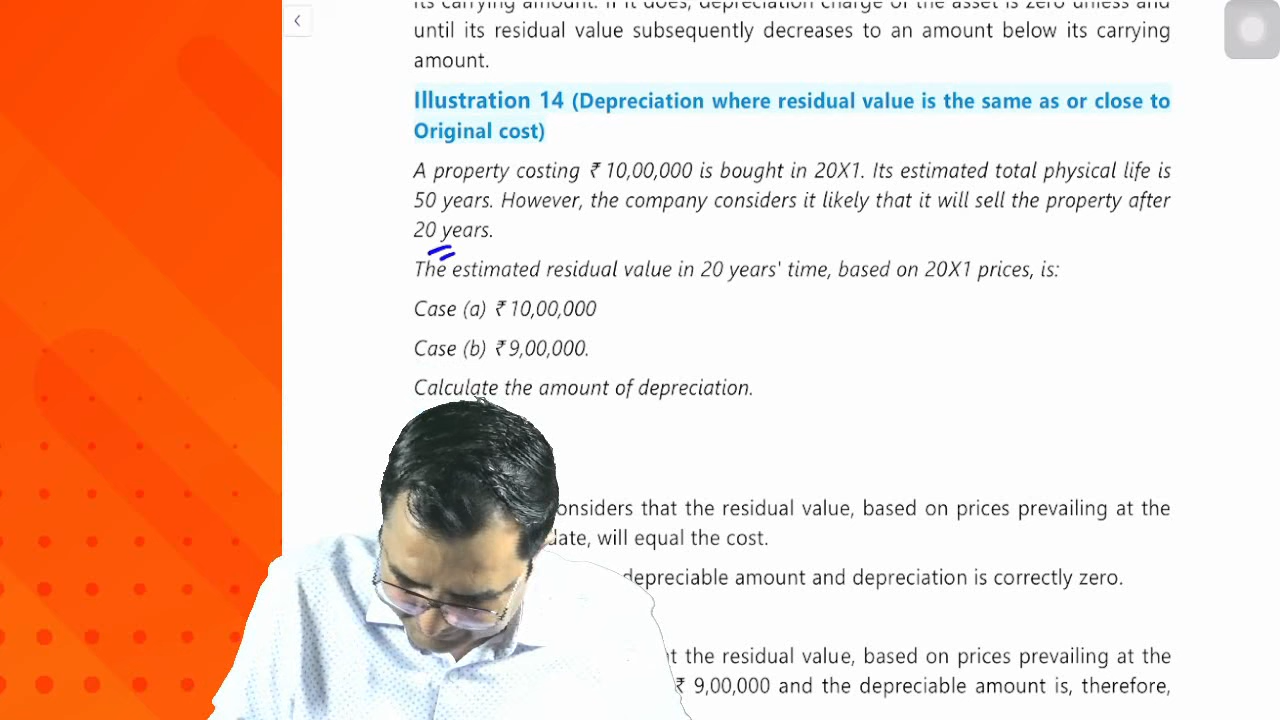 its carrying amount. If it does, depreciation charge of the asset is zero unless and
until its residual value subsequently decreases to an amount below its carrying
amount.
Illustration 14 (Depreciation where residual value is the same as or close to
Original cost)
A property costing ₹ 10,00,000 is bought in 20X1. Its estimated total physical life is
50 years. However, the company considers it likely that it will sell the property after
20 years.
The estimated residual value in 20 years' time, based on 20X1 prices, is:
Case (a) ₹ 10,00,000
Case (b) ₹ 9,00,000.
Calculate the amount of depreciation.
that the residual value, based on prices prevailing at the
will equal the cost.
depreciable amount and depreciation is correctly zero.
the residual value, based on prices prevailing at the
₹ 9,00,000 and the depreciable amount is, therefore,